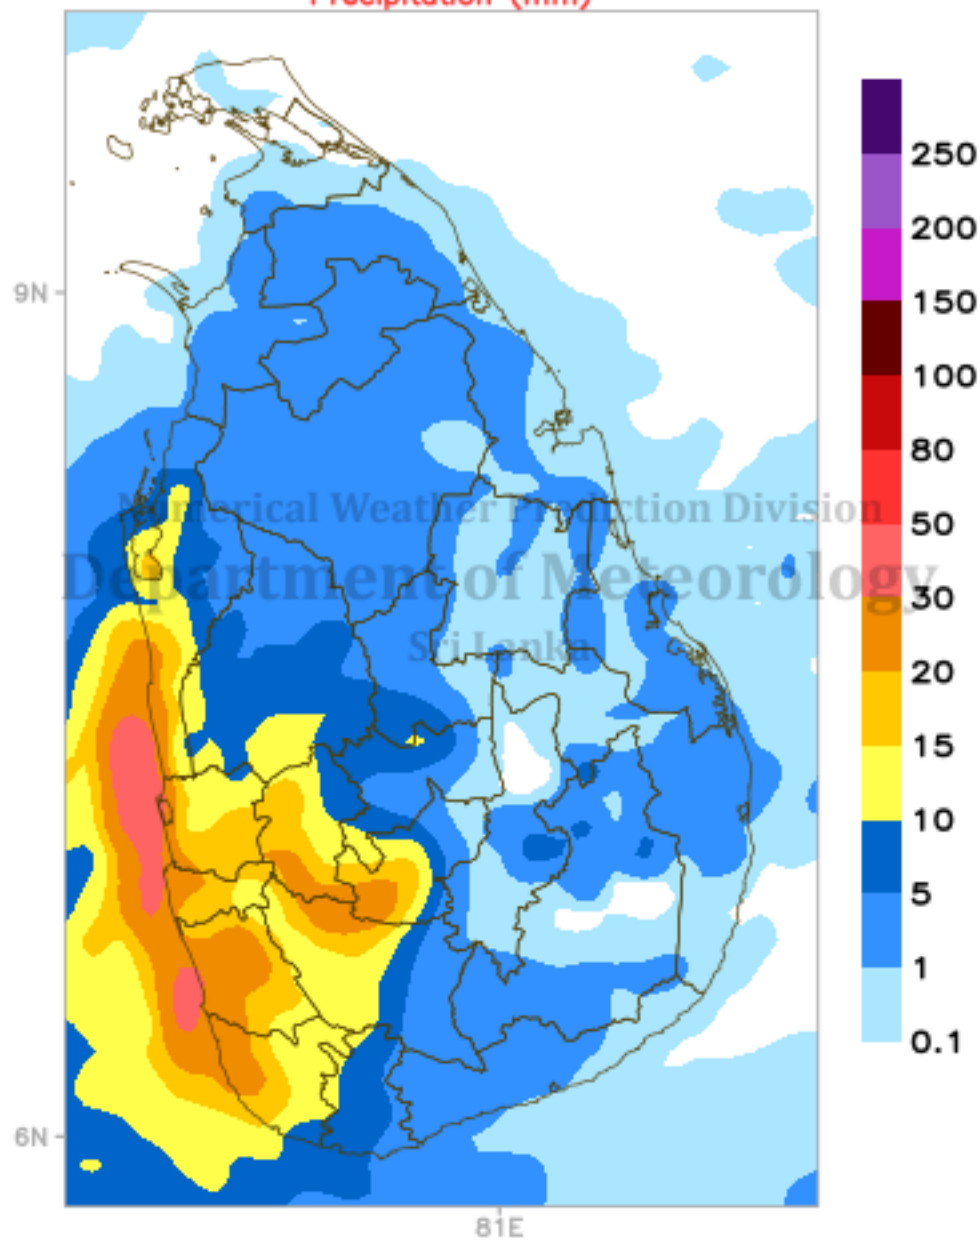 Precipitation (mm)
250
200
150
100
80
50
30
20
15
10
5
1
0.1
9N
6N
81E
Numerical Weather Prediction Division
Department of Meteorology
Sri Lanka